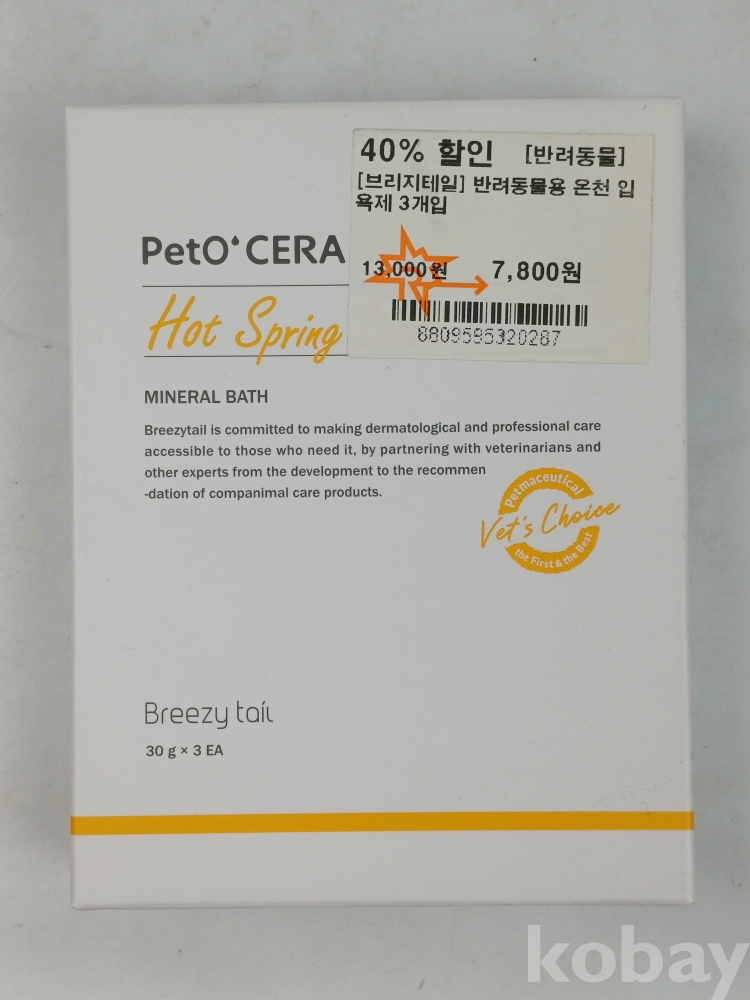 40% 할인 [반려동물]
[브리지테일] 반려동물용 온천 입
욕제 3개입
13,000원 7,800원
8809595320287
PetO'CERA
Hot Spring
MINERAL BATH
Breezytail is committed to making dermatological and professional care
accessible to those who need it, by partnering with veterinarians and
other experts from the development to the recommen
-dation of companimal care products.
Petmaceutical
Vet's Choice
the First & the Best
Breezy tail
30 g × 3 EA
kobay